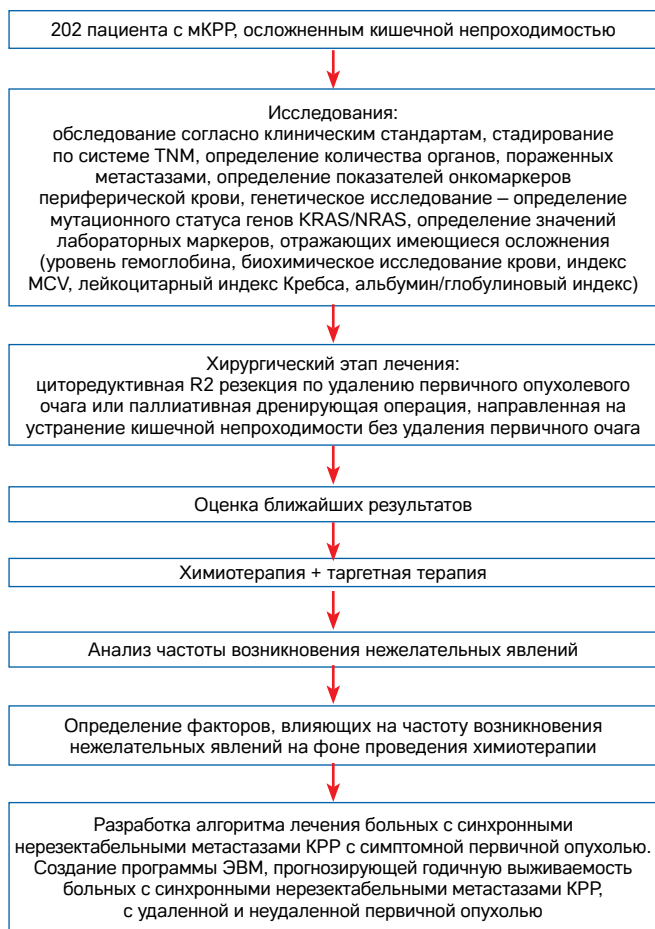 202 пациента с мКРР, осложненным кишечной непроходимостью
Исследования:
обследование согласно клиническим стандартам, стадирование
по системе TNM, определение количества органов, пораженных
метастазами, определение показателей онкомаркеров
периферической крови, генетическое исследование – определение
мутационного статуса генов KRAS/NRAS, определение значений
лабораторных маркеров, отражающих имеющиеся осложнения
(уровень гемоглобина, биохимическое исследование крови, индекс
MCV, лейкоцитарный индекс Кребса, альбумин/глобулиновый индекс)
Хирургический этап лечения:
циторедуктивная R2 резекция по удалению первичного опухолевого
очага или паллиативная дренирующая операция, направленная на
устранение кишечной непроходимости без удаления первичного очага
Оценка ближайших результатов
Химиотерапия + таргетная терапия
Анализ частоты возникновения нежелательных явлений
Определение факторов, влияющих на частоту возникновения
нежелательных явлений на фоне проведения химиотерапии
Разработка алгоритма лечения больных с синхронными
нерезектабельными метастазами КРР с симптомной первичной опухолью.
Создание программы ЭВМ, прогнозирующей годичную выживаемость
больных с синхронными нерезектабельными метастазами КРР,
с удаленной и неудаленной первичной опухолью